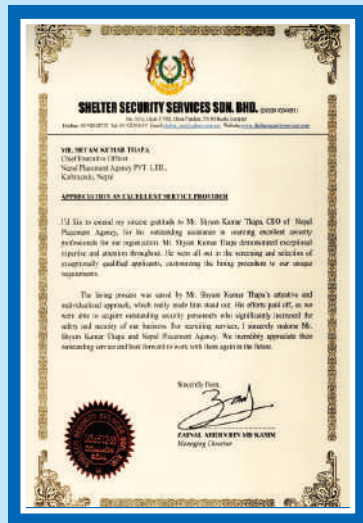 SHELTER SECURITY SERVICES SDN. BHD.
MR. SHYAM KUMAR THAPA
Chief Executive Officer
Nepal Placement Agency PVT. LTD.,
Kathmandu, Nepal
APPRECIATION AN EXCELLENT SERVICE PROVIDER
I'd like to extend my sincere gratitude to Mr. Shyam Kumar Thapa, CEO of Nepal
Placement Agency, for his outstanding assistance in sourcing excellent security
professionals for our organization. Mr. Shyam Kumar Thapa demonstrated exceptional
expertise and attention throughout. He went all out in the screening and selection of
exceptionally qualified applicants, customizing the hiring procedure to our unique
requirements.
The hiring process was eased by Mr. Shyam Kumar Thapa's attentive and
individualized approach, which really made him stand out. His efforts paid off, as we
were able to acquire outstanding security personnels who significantly increased the
safety and security of our business. For recruiting services, I sincerely endorse Mr.
Shyam Kumar Thapa and Nepal Placement Agency. We incredibly appreciate their
outstanding service and look forward to work with them again in the future.
Sincerely from,
ZAINAL ABIDIN BIN MD KASIM
Managing Director